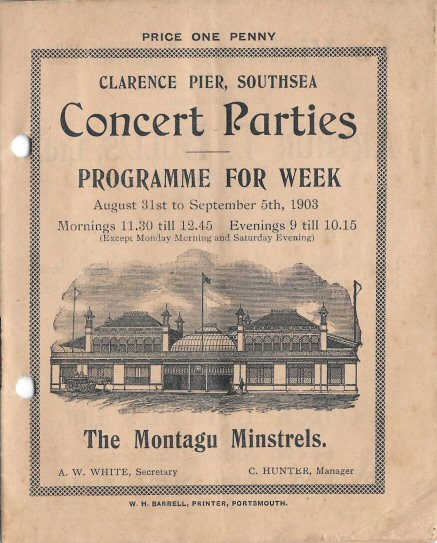 PRICE ONE PENNY
CLARENCE PIER, SOUTHSEA
Concert Parties
PROGRAMME FOR WEEK
August 31st to September 5th, 1903
Mornings 11.30 till 12.45 Evenings 9 till 10.15
(Except Monday Morning and Saturday Evening)
The Montagu Minstrels.
A. W. WHITE, Secretary C. HUNTER, Manager
W. H. BARRELL, PRINTER, PORTSMOUTH.